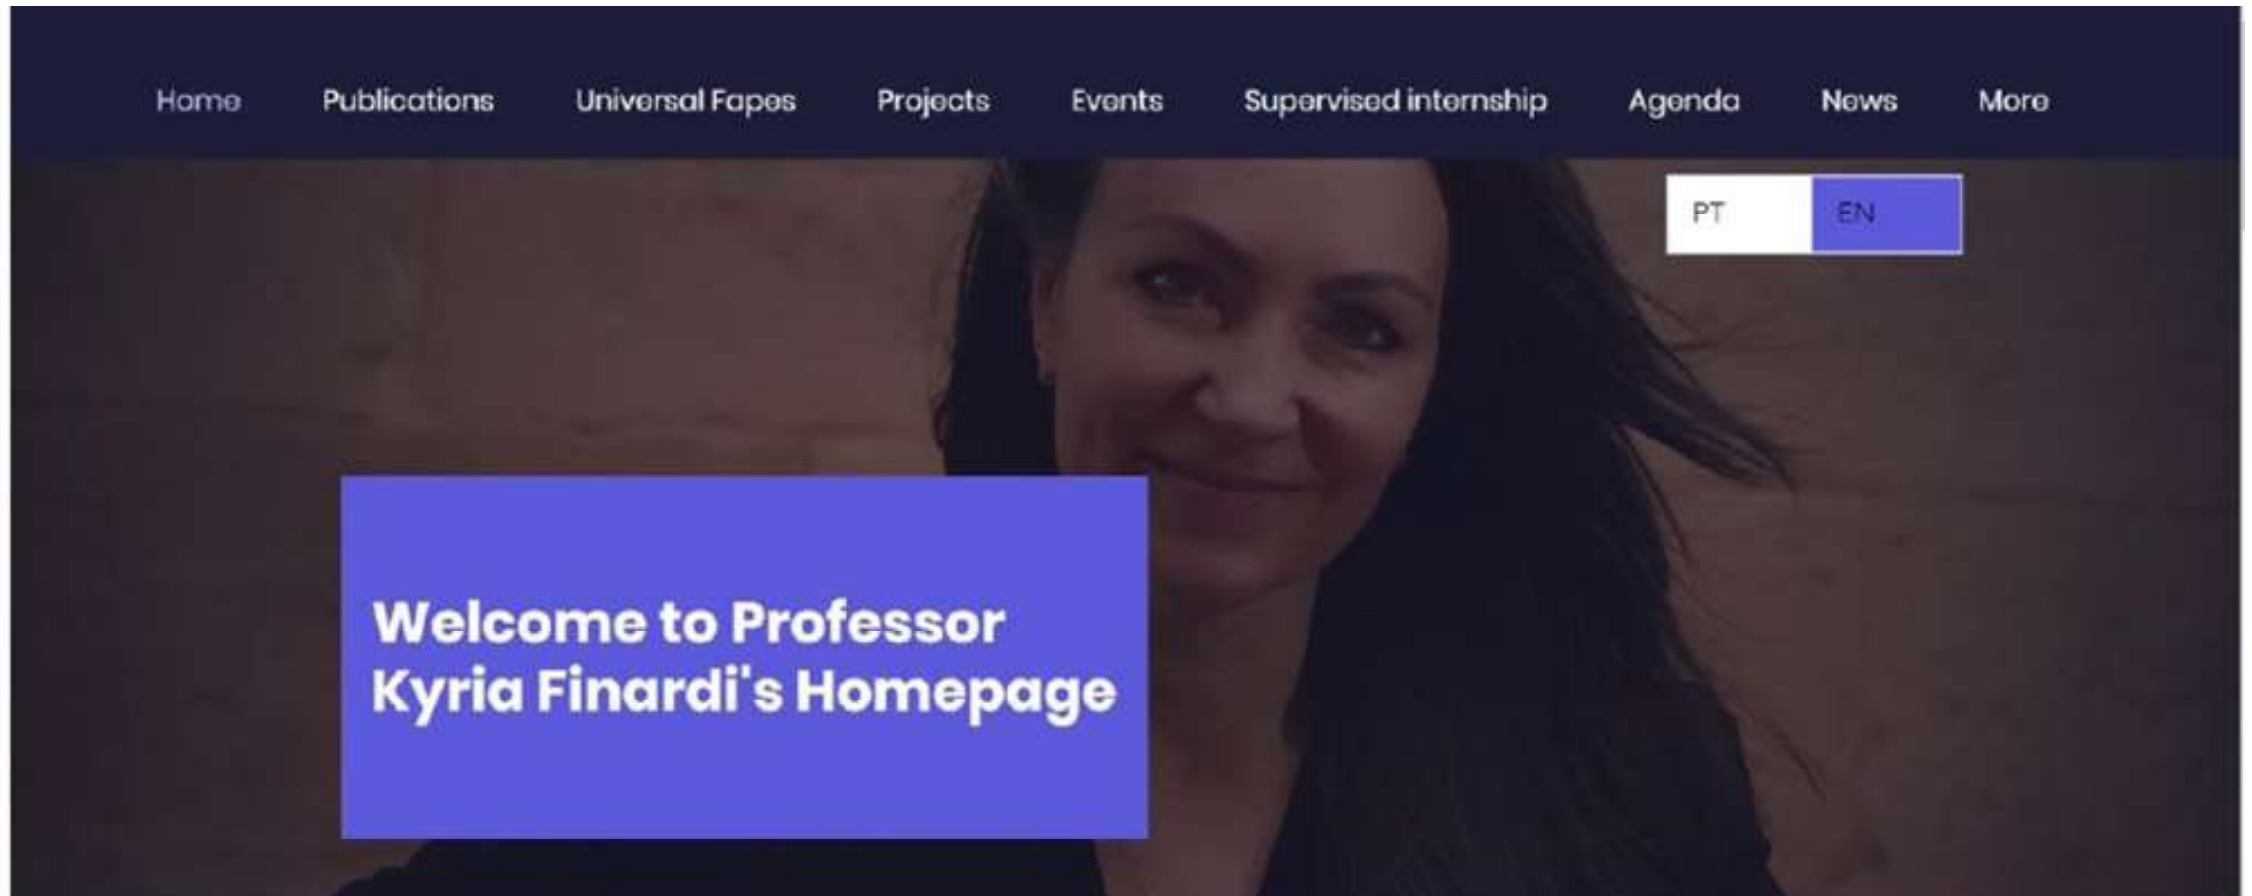 Home Publications Universal Fapes Projects Events Supervised internship Agenda News More
PT EN
Welcome to Professor
Kyria Finardi's Homepage